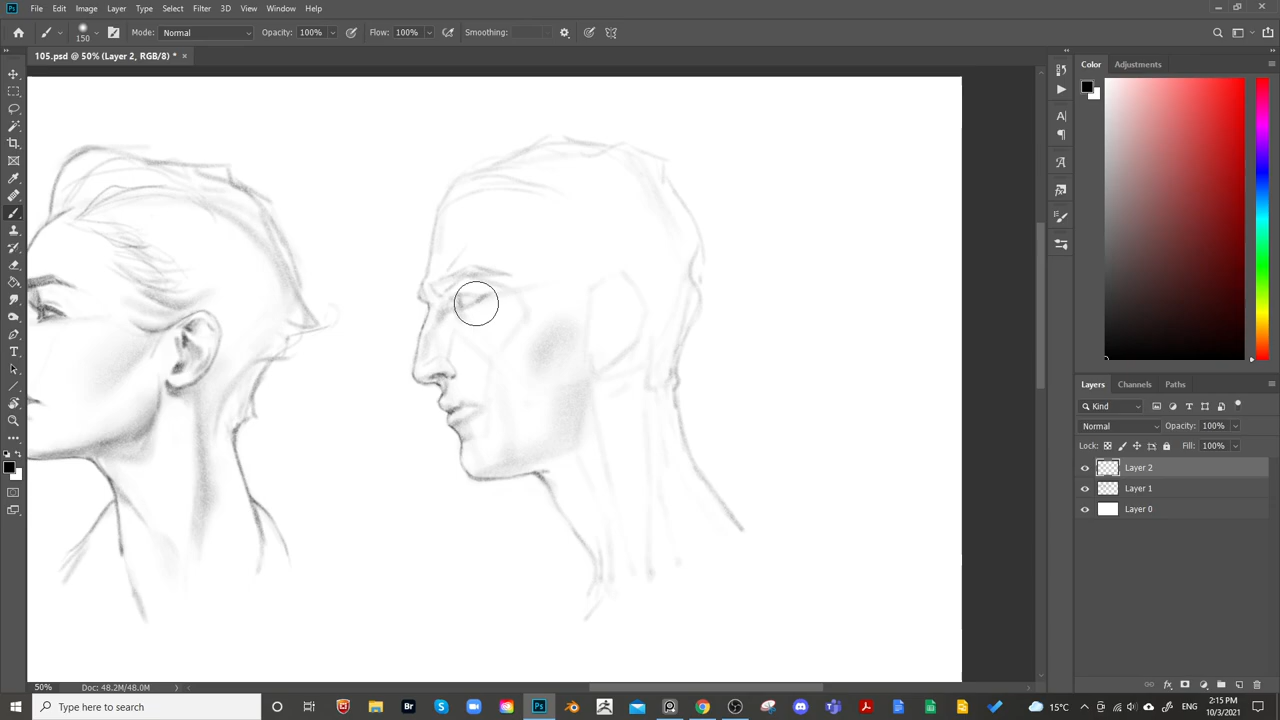 File Edit Image Layer Type Select Filter 3D View Window Help
150 Mode: Normal Opacity: 100% Flow: 100% Smoothing:
105.psd @ 50% (Layer 2, RGB/8) * ×
Color Adjustments
Layers Channels Paths
Kind
Normal Opacity: 100%
Lock: Fill: 100%
Layer 2
Layer 1
Layer 0
50% Doc: 48.2M/48.0M
Type here to search
15°C
2:15 PM
10/3/2021